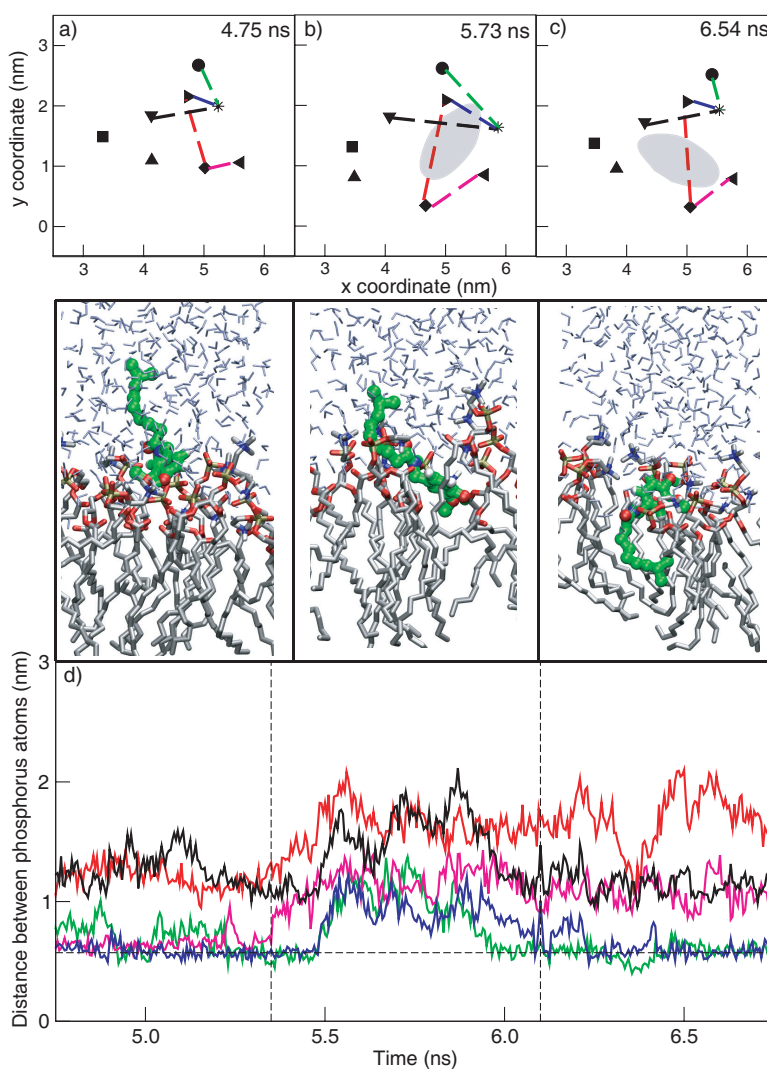 a) 4.75 ns
b) 5.73 ns
c) 6.54 ns
3
2
1
0
y coordinate (nm)
3 4 5 6
3 4 5 6
3 4 5 6
x coordinate (nm)
d)
3
2
1
0
Distance between phosphorus atoms (nm)
5.0 5.5 6.0 6.5
Time (ns)